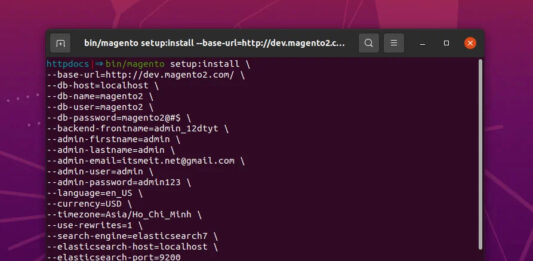 bin/magento setup:install --base-url=http://dev.magento2.c...
httpdocs bin/magento setup:install \
--base-url=http://dev.magento2.com/ \
--db-host=localhost \
--db-name=magento2 \
--db-user=magento2 \
--db-password=magento2@#$ \
--backend-frontname=admin_12dtyt \
--admin-firstname=admin \
--admin-lastname=admin \
--admin-email=itsmeit.net@gmail.com \
--admin-user=admin \
--admin-password=admin123 \
--language=en_US \
--currency=USD \
--timezone=Asia/Ho_Chi_Minh \
--use-rewrites=1 \
--search-engine=elasticsearch7 \
--elasticsearch-host=localhost \
--elasticsearch-port=9200